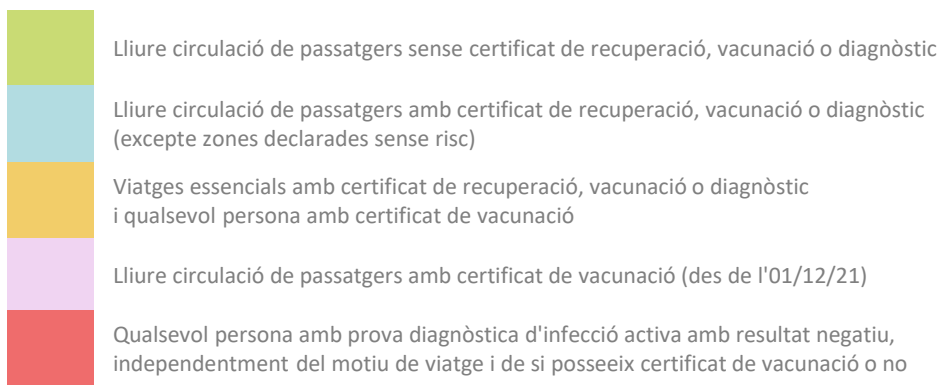 Lliure circulació de passatgers sense certificat de recuperació, vacunació o diagnòstic
Lliure circulació de passatgers amb certificat de recuperació, vacunació o diagnòstic
(excepte zones declarades sense risc)
Viatges essencials amb certificat de recuperació, vacunació o diagnòstic
i qualsevol persona amb certificat de vacunació
Lliure circulació de passatgers amb certificat de vacunació (des de l'01/12/21)
Qualsevol persona amb prova diagnòstica d'infecció activa amb resultat negatiu,
independentment del motiu de viatge i de si posseeix certificat de vacunació o no